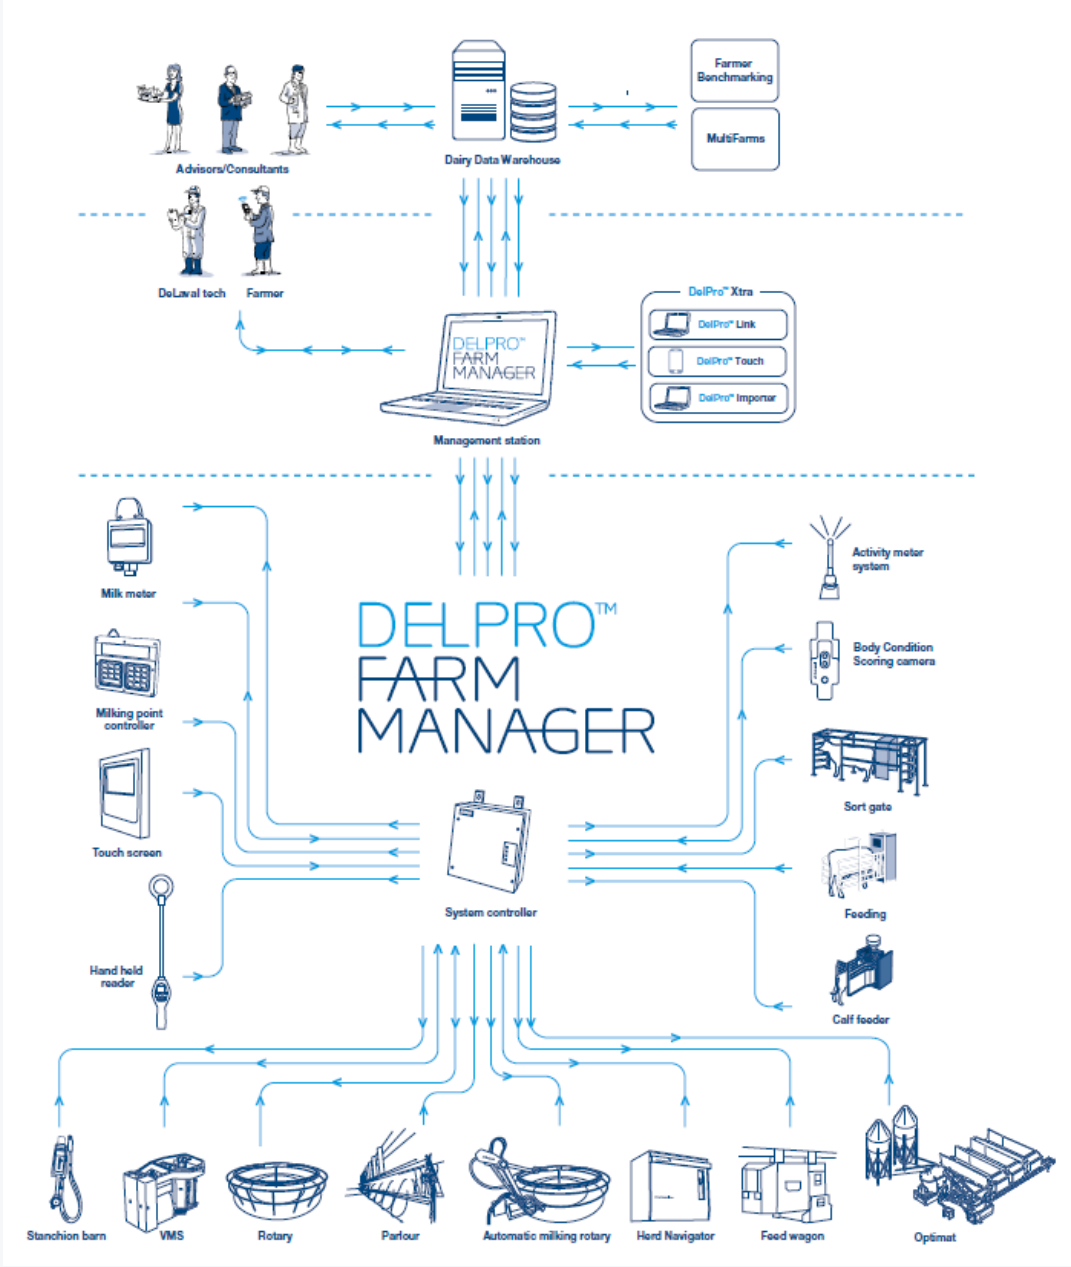 Farmer
Benchmarking
MultiFarms
Advisors/Consultants
Dairy Data Warehouse
DeLaval tech
Farmer
DelPro™ Xtra
DelPro™ Link
DelPro™ Touch
DelPro™ Importer
DELPRO™
FARM
MANAGER
Management station
Milk meter
Activity meter
system
DELPRO™
FARM
MANAGER
Body Condition
Scoring camera
Milking point
controller
Sort gate
Touch screen
System controller
Feeding
Hand held
reader
Calf feeder
Stanchion barn
VMS
Rotary
Parlour
Automatic milking rotary
Herd Navigator
Feed wagon
Optimat